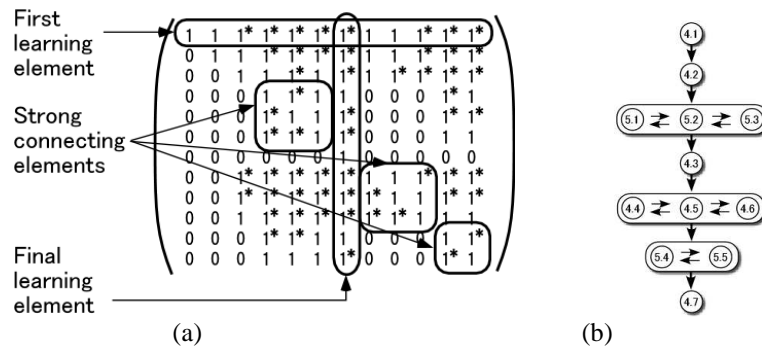 First
learning
element
Strong
connecting
elements
Final
learning
element
1 1 1* 1* 1* 1* 1* 1 1 1* 1* 1*
0 1 1 1* 1* 1* 1* 1 1 1* 1* 1*
0 0 1 1 1* 1 1* 1 1* 1* 1* 1*
0 0 0 1 1* 1 1 0 0 0 1* 1
0 0 0 1* 1 1 1* 0 0 0 1 1
0 0 0 1* 1* 1 1* 0 0 0 1 1
0 0 0 0 0 0 1 0 0 0 0 0
0 0 1* 1* 1* 1* 1* 1 1 1* 1* 1*
0 0 1* 1* 1* 1* 1* 1* 1 1 1* 1*
0 0 1 1* 1* 1* 1* 1* 1* 1 1* 1*
0 0 0 1* 1* 1 1 0 0 0 1 1*
0 0 0 1 1 1 1* 0 0 0 1* 1
(a)
4.1
4.2
5.1 5.2 5.3
4.3
4.4 4.5 4.6
5.4 5.5
4.7
(b)